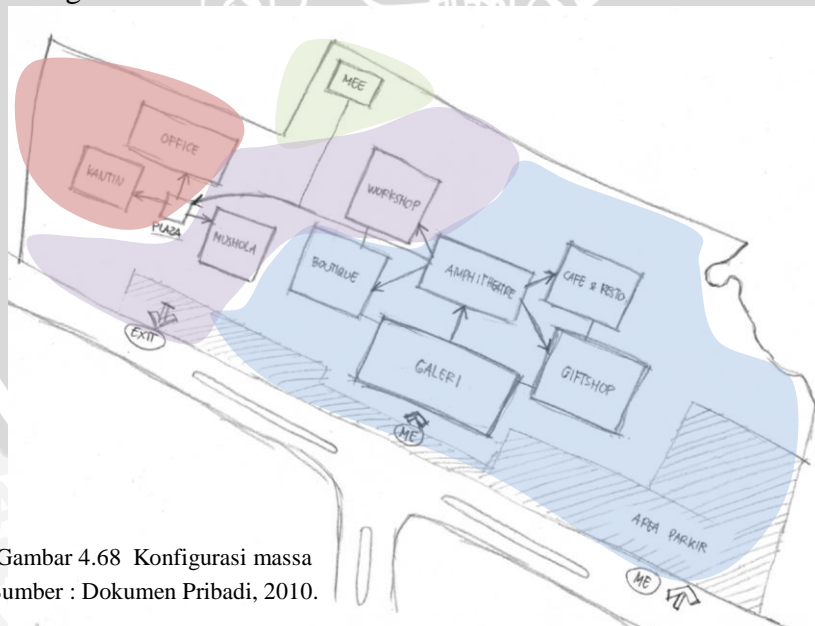 MEE
OFFICE
KANTIN
WORKSHOP
PLAZA
MUSHOLA
BOUTIQUE
AMPHITHEATRE
CAFE & RESTO
EXIT
GALERI
GIFTSHOP
ME
AREA PARKIR
ME
Gambar 4.68 Konfigurasi massa
Sumber : Dokumen Pribadi, 2010.